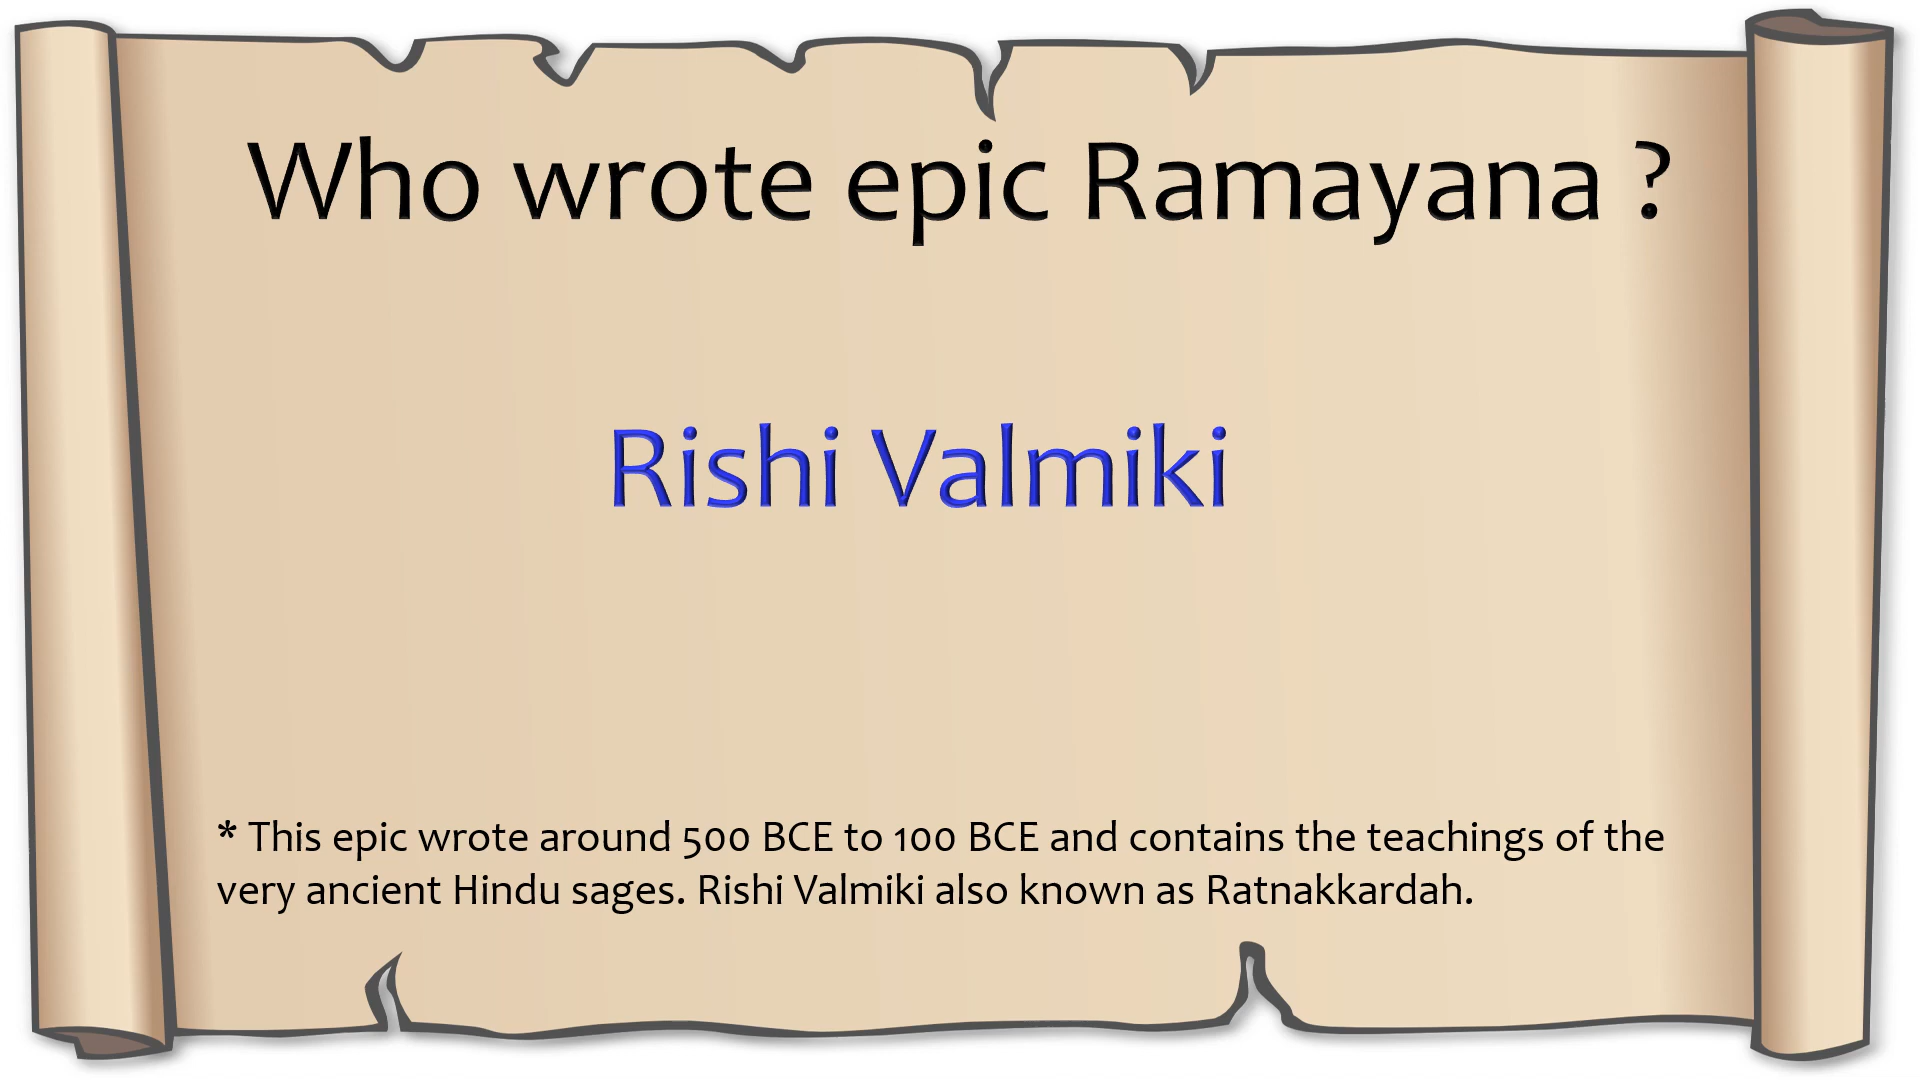 Who wrote epic Ramayana ?
Rishi Valmiki
* This epic wrote around 500 BCE to 100 BCE and contains the teachings of the
very ancient Hindu sages. Rishi Valmiki also known as Ratnakkardah.